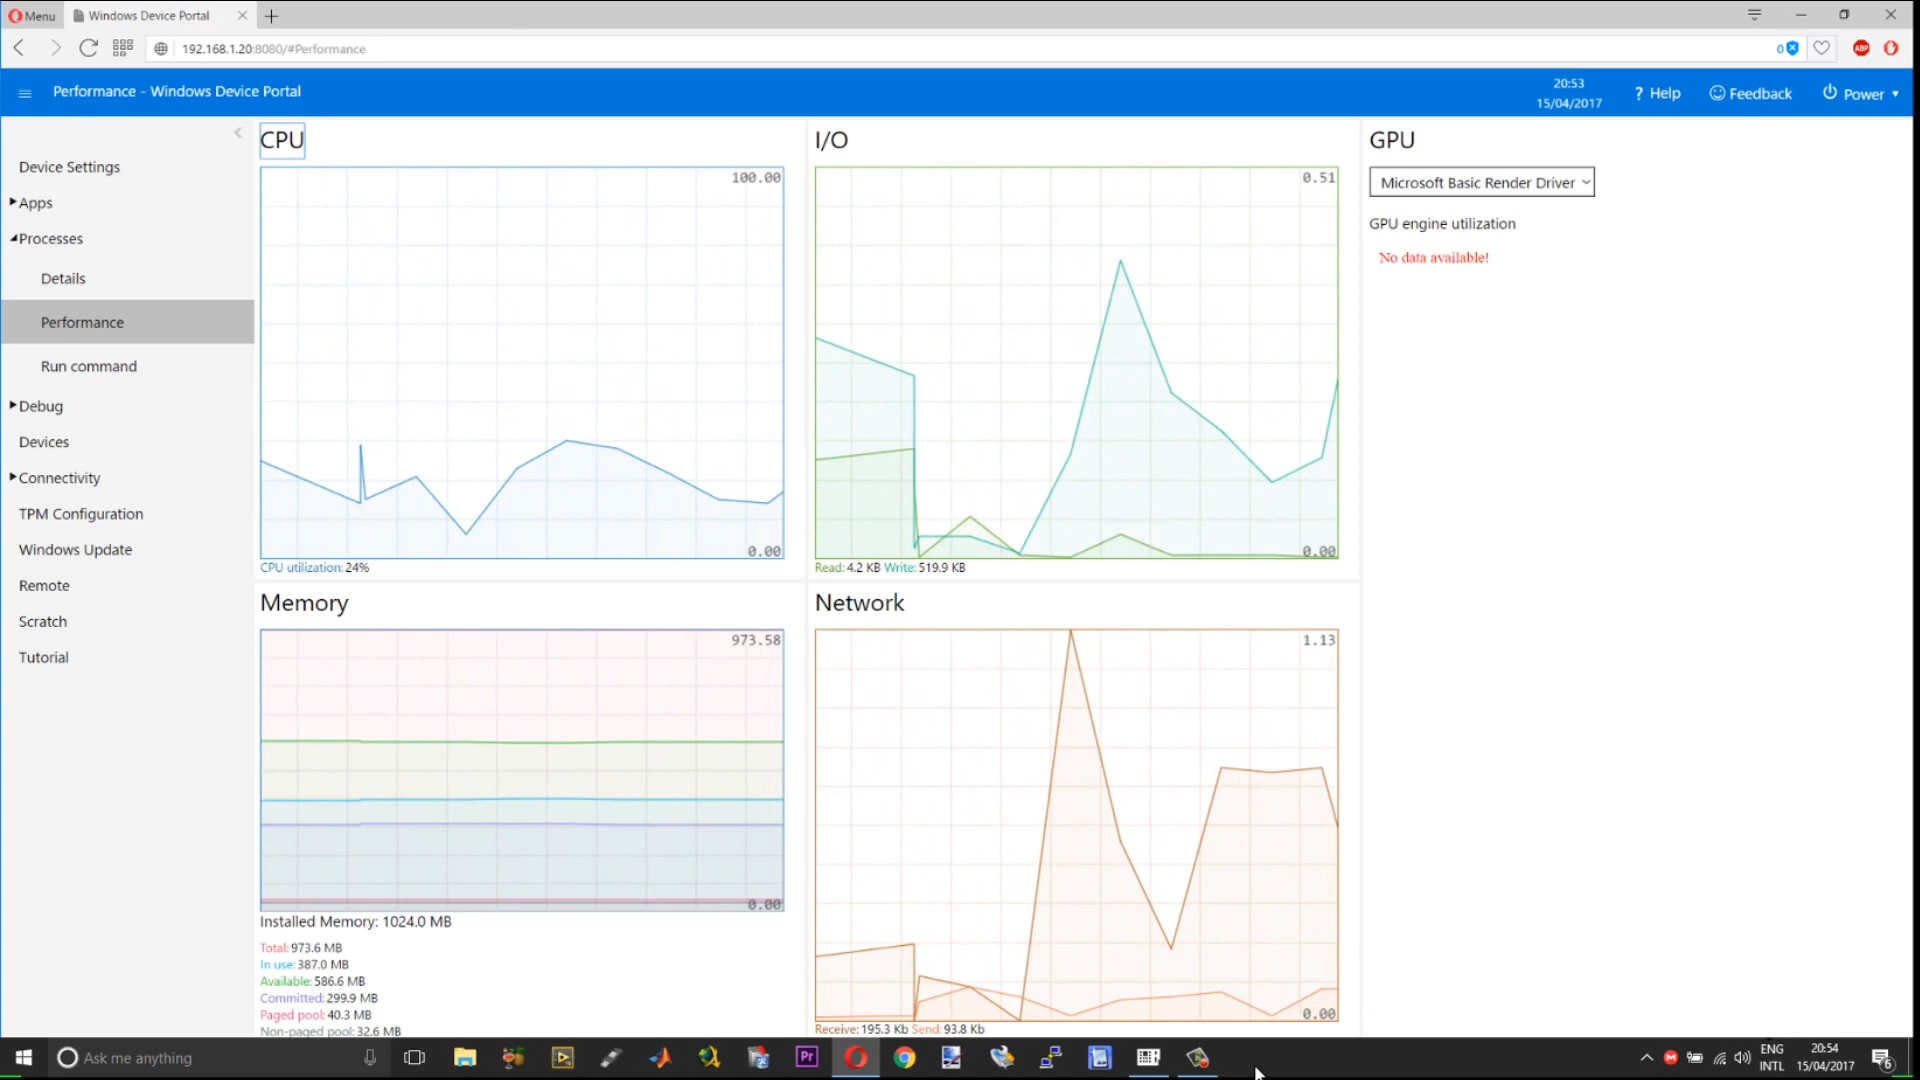 Menu
Windows Device Portal
192.168.1.20:8080/#Performance
0
ABP
Performance - Windows Device Portal
20:53
15/04/2017
? Help
Feedback
Power
Device Settings
Apps
Processes
Details
Performance
Run command
Debug
Devices
Connectivity
TPM Configuration
Windows Update
Remote
Scratch
Tutorial
CPU
100.00
0.00
CPU utilization: 24%
I/O
0.51
0.00
Read: 4.2 KB Write: 519.9 KB
GPU
Microsoft Basic Render Driver
GPU engine utilization
No data available!
Memory
973.58
0.00
Installed Memory: 1024.0 MB
Total: 973.6 MB
In use: 387.0 MB
Available: 586.6 MB
Committed: 299.9 MB
Paged pool: 40.3 MB
Non-paged pool: 32.6 MB
Network
1.13
0.00
Receive: 195.3 Kb Send: 93.8 Kb
Ask me anything
Pr
ENG
INTL
20:54
15/04/2017
6